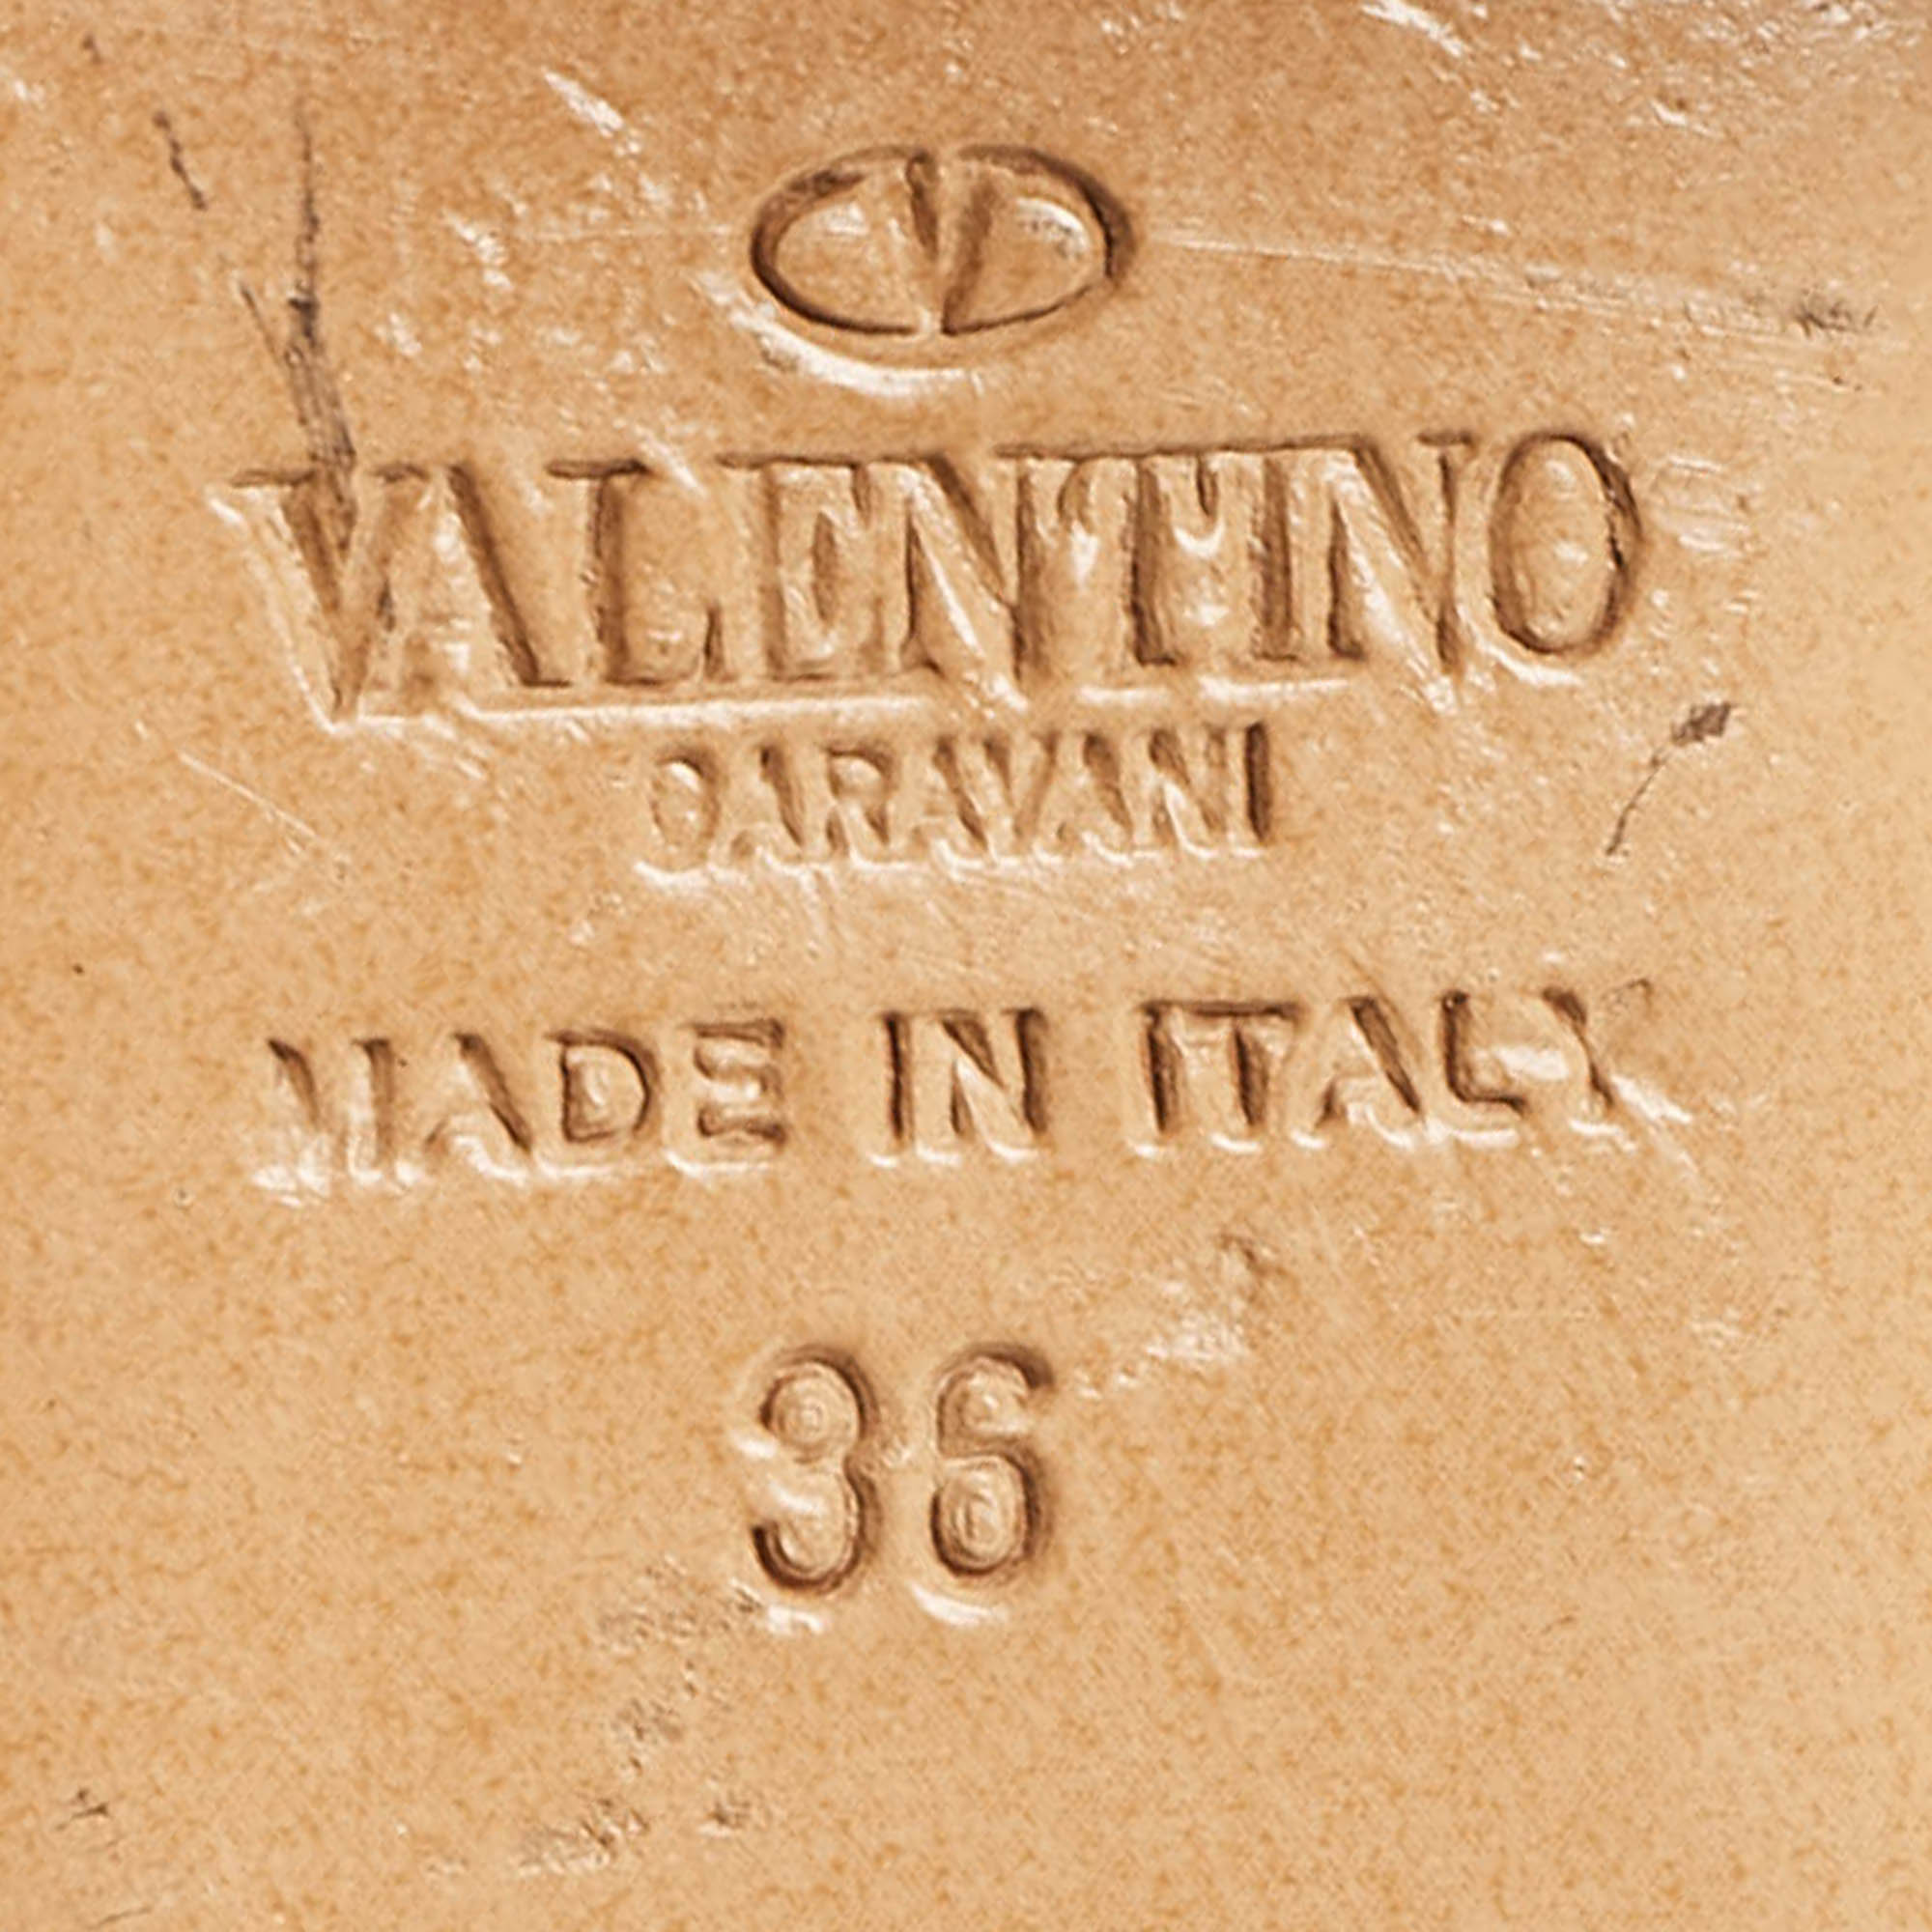 V
VALENTINO
GARAVANI
MADE IN ITALY
36